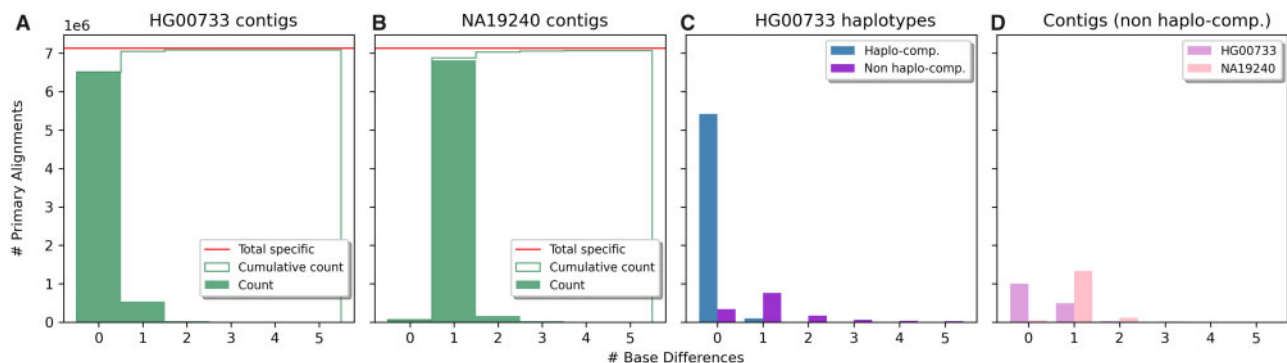 A HG00733 contigs
B NA19240 contigs
C HG00733 haplotypes
D Contigs (non haplo-comp.)
1e6
# Primary Alignments
7
6
5
4
3
2
1
0
Total specific
Cumulative count
Count
0 1 2 3 4 5
Total specific
Cumulative count
Count
0 1 2 3 4 5
Haplo-comp.
Non haplo-comp.
0 1 2 3 4 5
HG00733
NA19240
0 1 2 3 4 5
# Base Differences